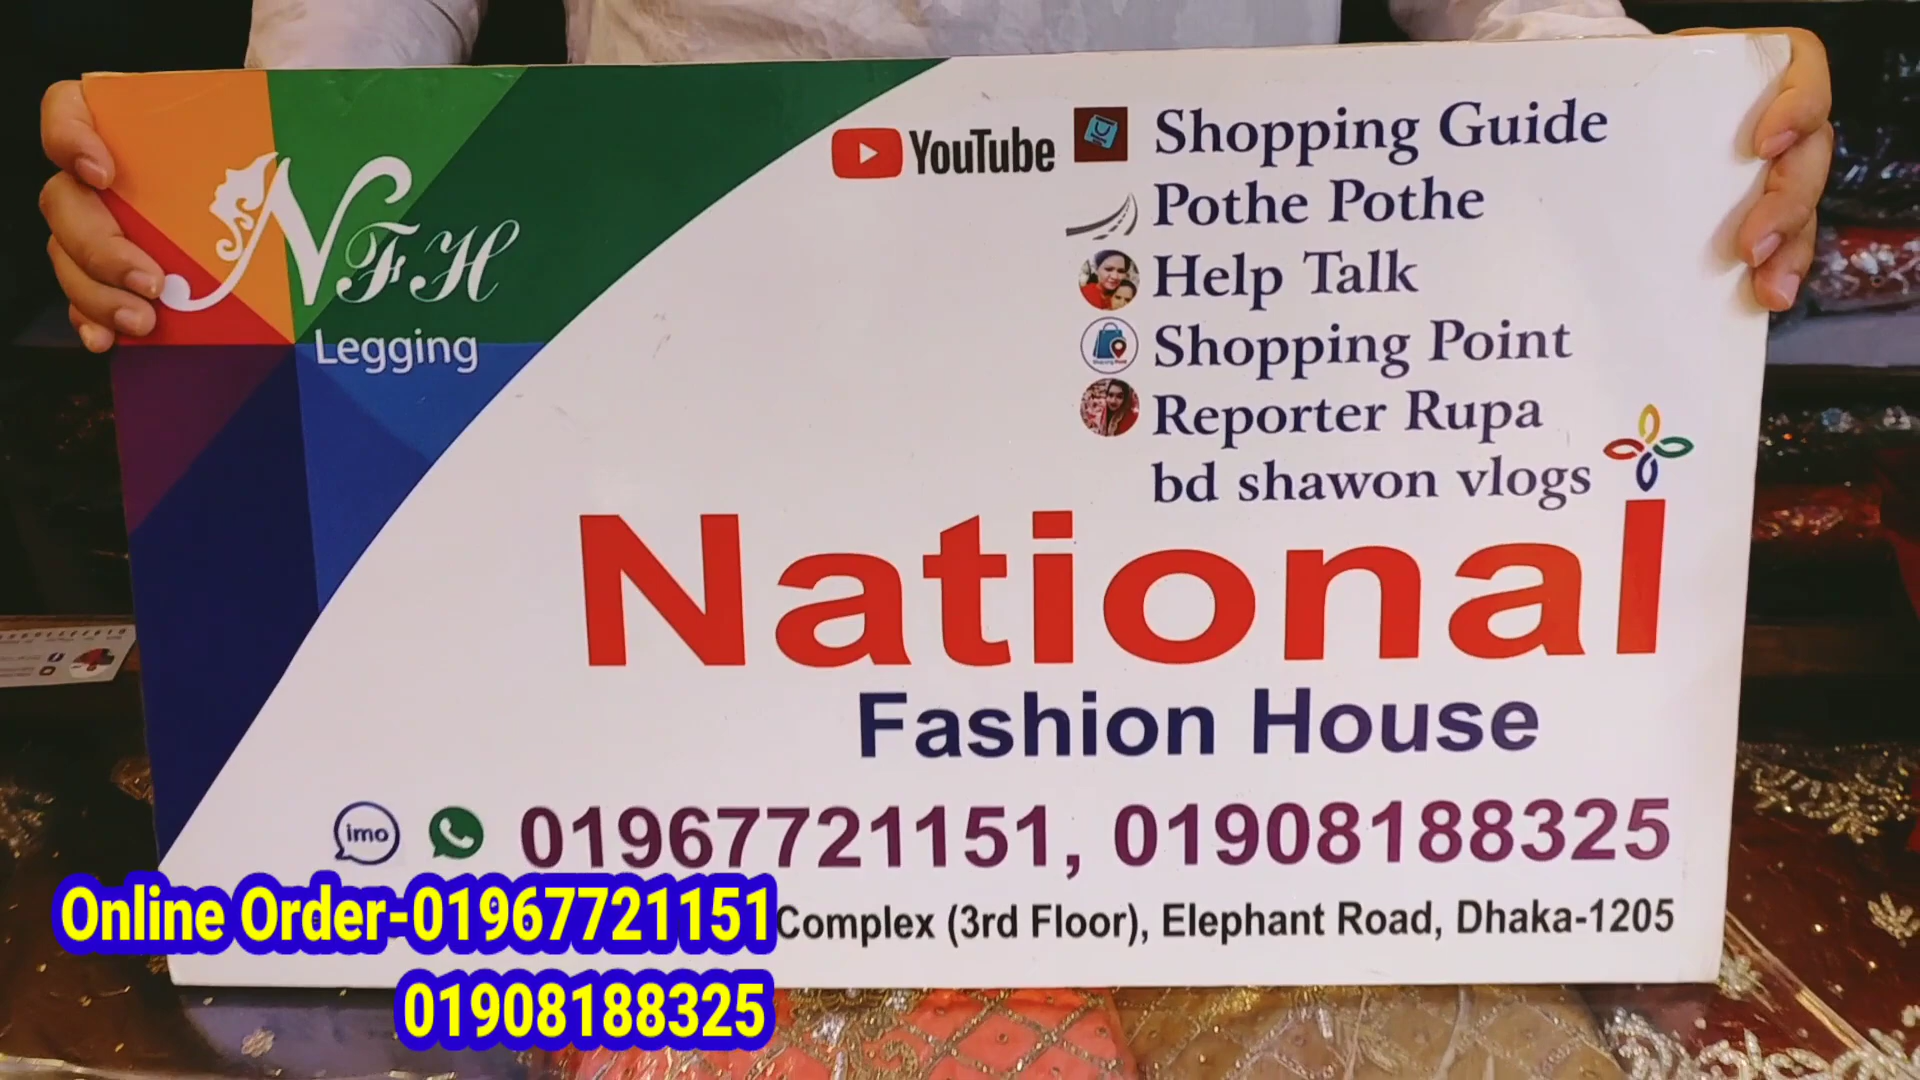 YouTube Shopping Guide
Pothe Pothe
Help Talk
Shopping Point
Reporter Rupa
bd shawon vlogs
NFH
Legging
National
Fashion House
imo 01967721151, 01908188325
Complex (3rd Floor), Elephant Road, Dhaka-1205
Online Order-01967721151
01908188325